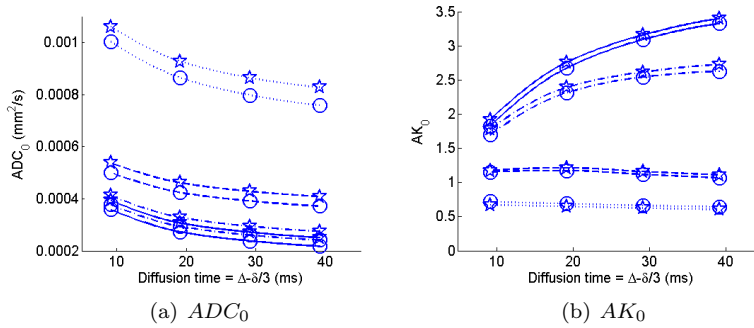 0.001
0.0008
0.0006
0.0004
0.0002
ADC₀ (mm²/s)
10 20 30 40
Diffusion time = Δ-δ/3 (ms)
(a) ADC₀
3.5
3
2.5
2
1.5
1
0.5
0
AK₀
10 20 30 40
Diffusion time = Δ-δ/3 (ms)
(b) AK₀